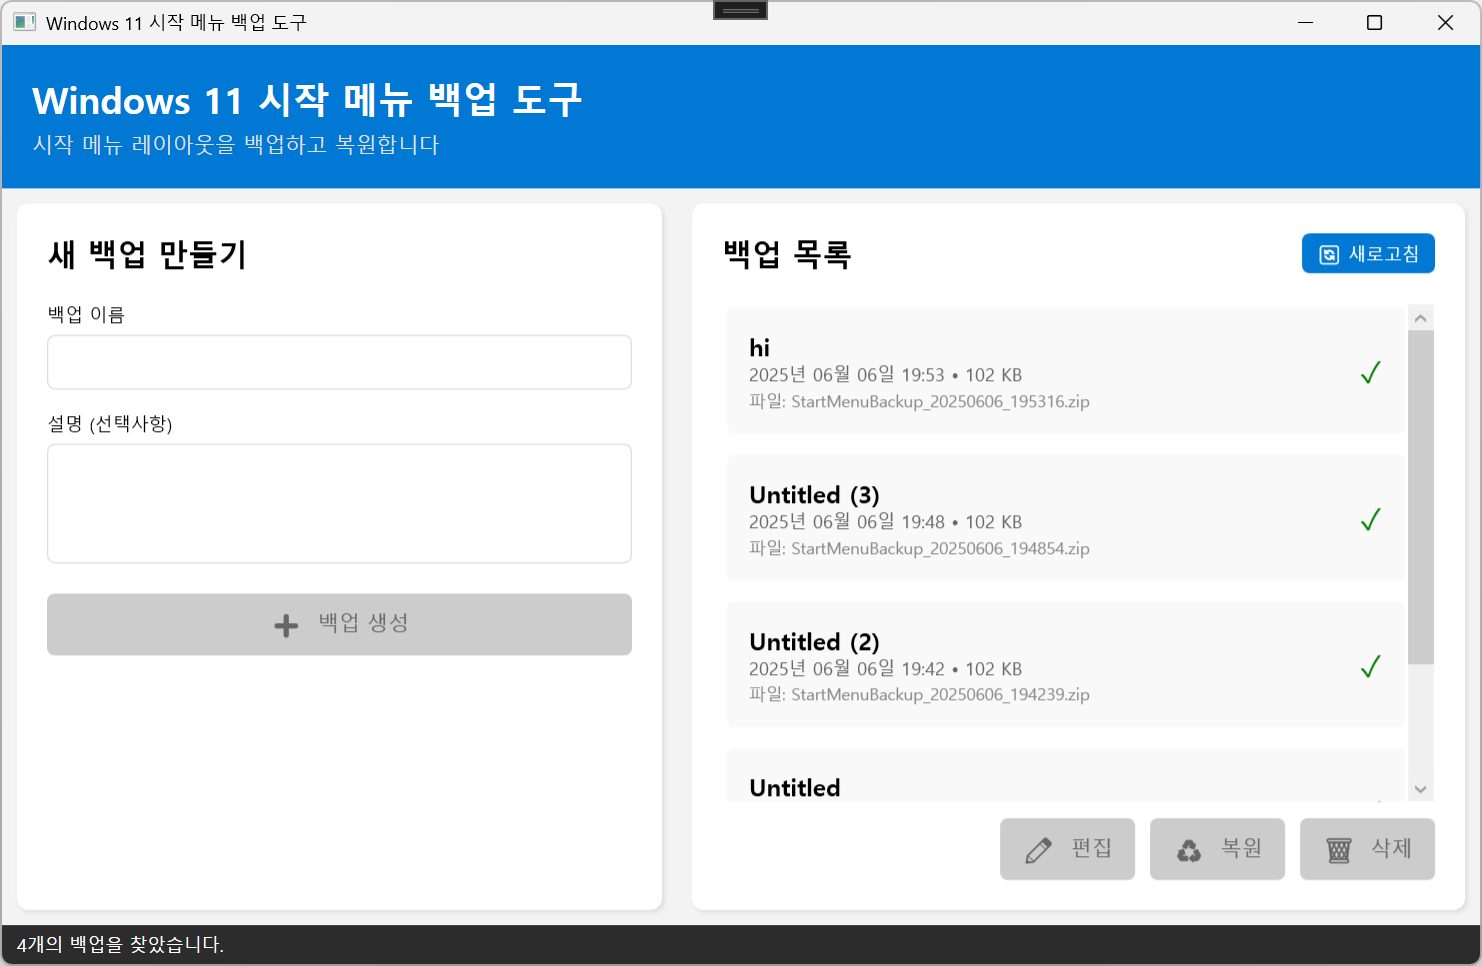 Windows 11 시작 메뉴 백업 도구
Windows 11 시작 메뉴 백업 도구
시작 메뉴 레이아웃을 백업하고 복원합니다
새 백업 만들기
백업 이름
설명 (선택사항)
백업 생성
백업 목록
새로고침
hi
2025년 06월 06일 19:53 • 102 KB
파일: StartMenuBackup_20250606_195316.zip
Untitled (3)
2025년 06월 06일 19:48 • 102 KB
파일: StartMenuBackup_20250606_194854.zip
Untitled (2)
2025년 06월 06일 19:42 • 102 KB
파일: StartMenuBackup_20250606_194239.zip
Untitled
편집
복원
삭제
4개의 백업을 찾았습니다.